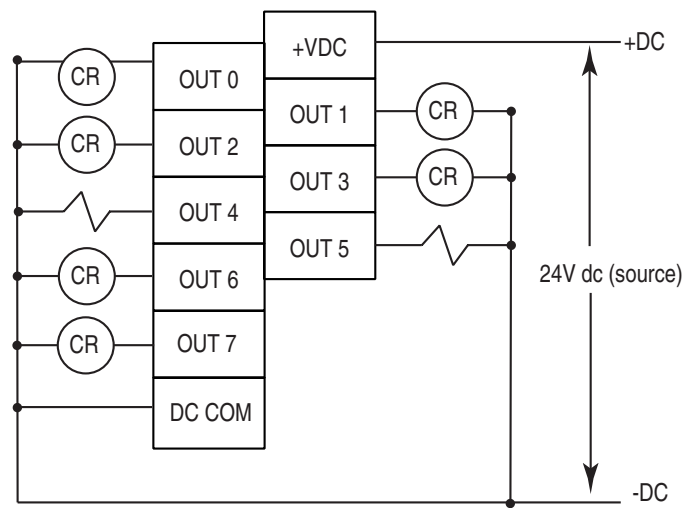 +VDC
+DC
CR
OUT 0
OUT 1
CR
CR
OUT 2
OUT 3
CR
OUT 4
OUT 5
24V dc (source)
CR
OUT 6
CR
OUT 7
DC COM
-DC